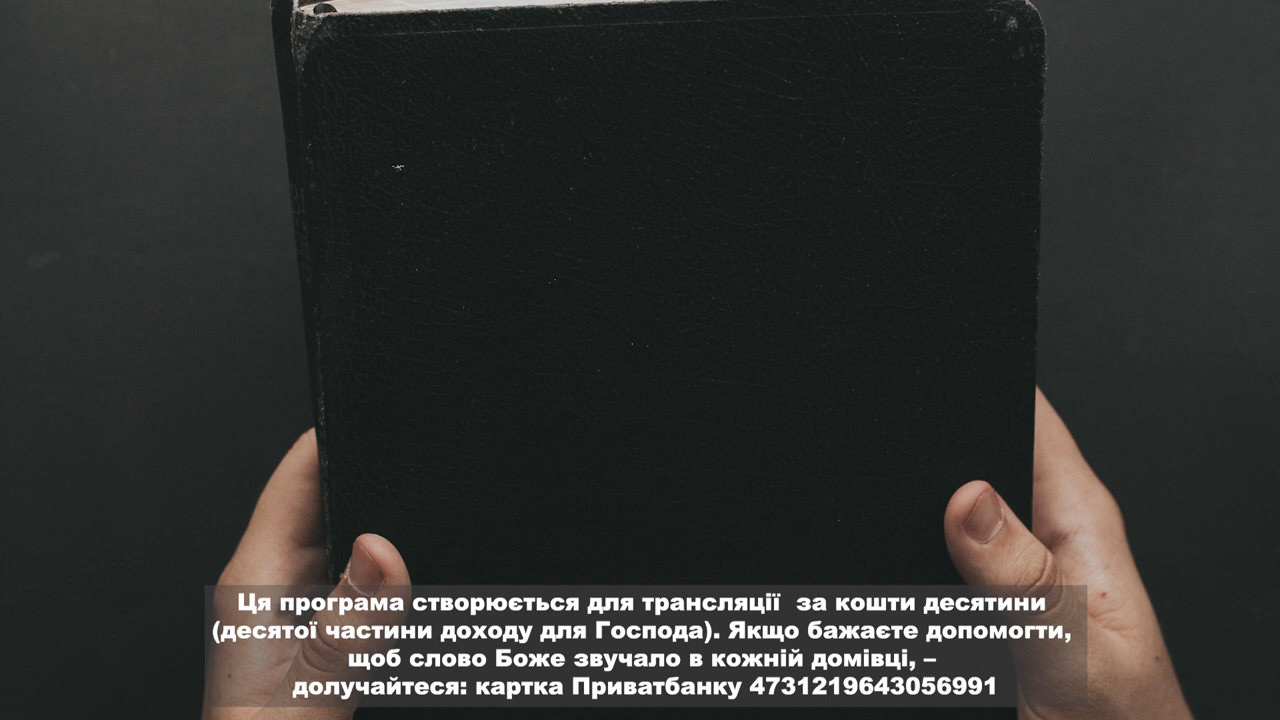 Ця програма створюється для трансляції  за кошти десятини
(десятої частини доходу для Господа). Якщо бажаєте допомогти,
щоб слово Боже звучало в кожній домівці, –
долучайтеся: картка Приватбанку 4731219643056991